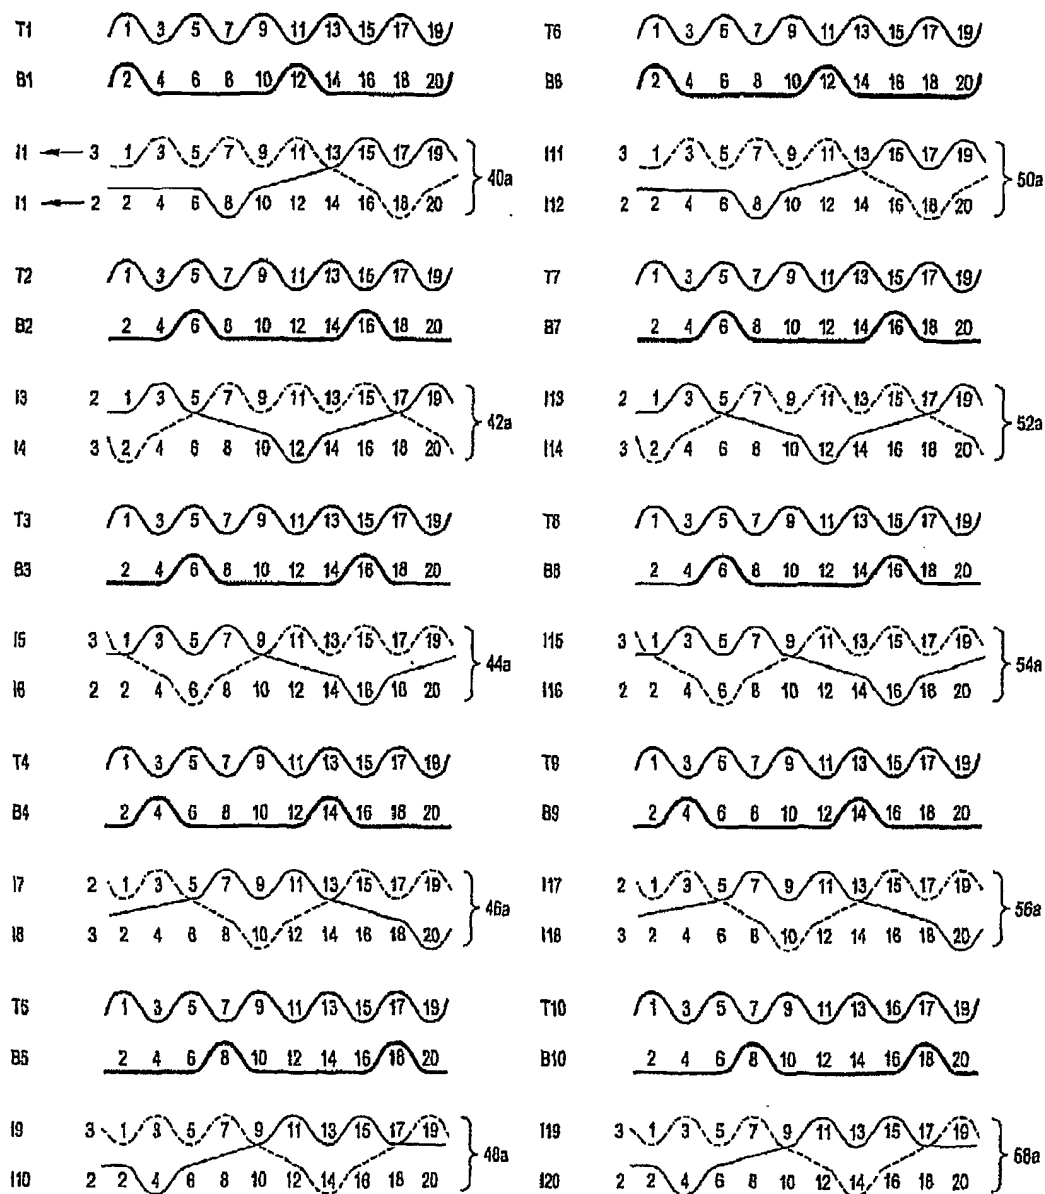 T1 1 3 5 7 9 11 13 15 17 19
B1 2 4 6 8 10 12 14 16 18 20
I1 3 1 3 5 7 9 11 13 15 17 19
40a
I1 2 2 4 6 8 10 12 14 16 18 20
T2 1 3 5 7 9 11 13 15 17 19
B2 2 4 6 8 10 12 14 16 18 20
I3 2 1 3 5 7 9 11 13 15 17 19
42a
I4 3 2 4 6 8 10 12 14 16 18 20
T3 1 3 5 7 9 11 13 15 17 19
B3 2 4 6 8 10 12 14 16 18 20
I5 3 1 3 5 7 9 11 13 15 17 19
44a
I6 2 2 4 6 8 10 12 14 16 18 20
T4 1 3 5 7 9 11 13 15 17 19
B4 2 4 6 8 10 12 14 16 18 20
I7 2 1 3 5 7 9 11 13 15 17 19
46a
I8 3 2 4 6 8 10 12 14 16 18 20
T5 1 3 5 7 9 11 13 15 17 19
B5 2 4 6 8 10 12 14 16 18 20
I9 3 1 3 5 7 9 11 13 15 17 19
48a
I10 2 2 4 6 8 10 12 14 16 18 20
T6 1 3 5 7 9 11 13 15 17 19
B6 2 4 6 8 10 12 14 16 18 20
I11 3 1 3 5 7 9 11 13 15 17 19
50a
I12 2 2 4 6 8 10 12 14 16 18 20
T7 1 3 5 7 9 11 13 15 17 19
B7 2 4 6 8 10 12 14 16 18 20
I13 2 1 3 5 7 9 11 13 15 17 19
52a
I14 3 2 4 6 8 10 12 14 16 18 20
T8 1 3 5 7 9 11 13 15 17 19
B8 2 4 6 8 10 12 14 16 18 20
I15 3 1 3 5 7 9 11 13 15 17 19
54a
I16 2 2 4 6 8 10 12 14 16 18 20
T9 1 3 5 7 9 11 13 15 17 19
B9 2 4 6 8 10 12 14 16 18 20
I17 2 1 3 5 7 9 11 13 15 17 19
56a
I18 3 2 4 6 8 10 12 14 16 18 20
T10 1 3 5 7 9 11 13 15 17 19
B10 2 4 6 8 10 12 14 16 18 20
I19 3 1 3 5 7 9 11 13 15 17 19
58a
I20 2 2 4 6 8 10 12 14 16 18 20